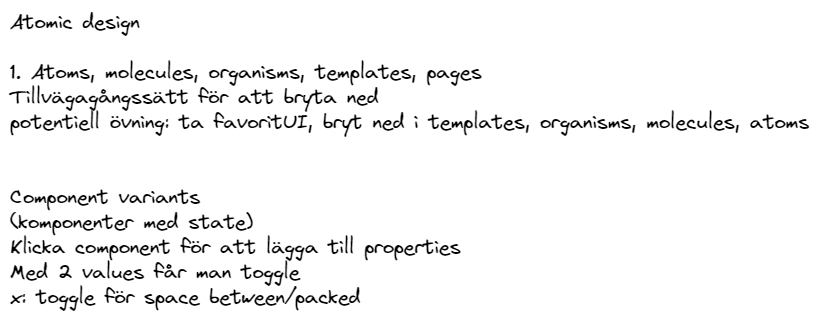 Atomic design
1. Atoms, molecules, organisms, templates, pages
Tillvägagångssätt för att bryta ned
potentiell övning: ta favoritUI, bryt ned i templates, organisms, molecules, atoms
Component variants
(komponenter med state)
Klicka component för att lägga till properties
Med 2 values får man toggle
x: toggle för space between/packed